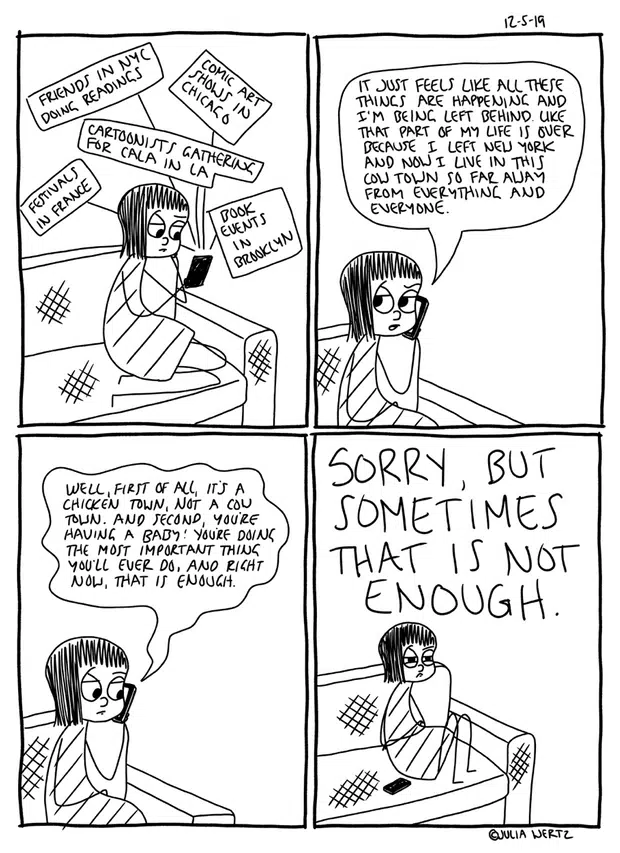 12-5-19
FRIENDS IN NYC
DOING READINGS
COMIC ART
SHOWS IN
CHICAGO
CARTOONISTS GATHERING
FOR CALA IN LA
FESTIVALS
IN FRANCE
BOOK
EVENTS
IN
BROOKLYN
IT JUST FEELS LIKE ALL THESE
THINGS ARE HAPPENING AND
I'M BEING LEFT BEHIND. LIKE
THAT PART OF MY LIFE IS OVER
BECAUSE I LEFT NEW YORK
AND NOW I LIVE IN THIS
COW TOWN SO FAR AWAY
FROM EVERYTHING AND
EVERYONE.
WELL, FIRST OF ALL, IT'S A
CHICKEN TOWN, NOT A COW
TOWN. AND SECOND, YOU'RE
HAVING A BABY! YOU'RE DOING
THE MOST IMPORTANT THING
YOU'LL EVER DO, AND RIGHT
NOW, THAT IS ENOUGH.
SORRY, BUT
SOMETIMES
THAT IS NOT
ENOUGH.
©JULIA WERTZ